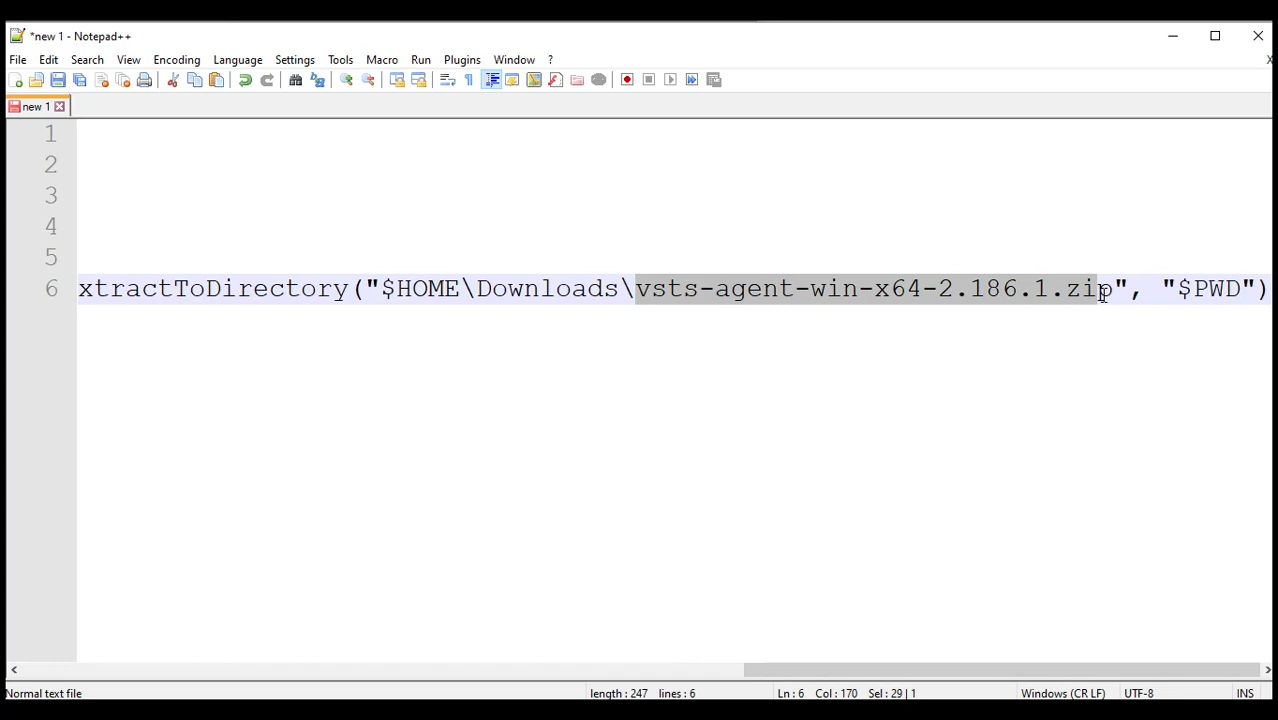 *new 1 - Notepad++
File Edit Search View Encoding Language Settings Tools Macro Run Plugins Window ? X
new 1
1
2
3
4
5
6 xtractToDirectory("$HOME\Downloads\vsts-agent-win-x64-2.186.1.zip", "$PWD")
Normal text file length : 247 lines : 6 Ln : 6 Col : 170 Sel : 29 | 1 Windows (CR LF) UTF-8 INS